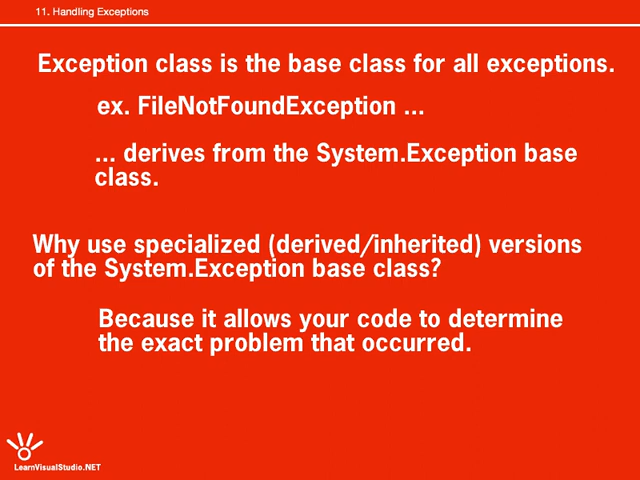 11. Handling Exceptions
Exception class is the base class for all exceptions.
ex. FileNotFoundException ...
... derives from the System.Exception base
class.
Why use specialized (derived/inherited) versions
of the System.Exception base class?
Because it allows your code to determine
the exact problem that occurred.
LearnVisualStudio.NET